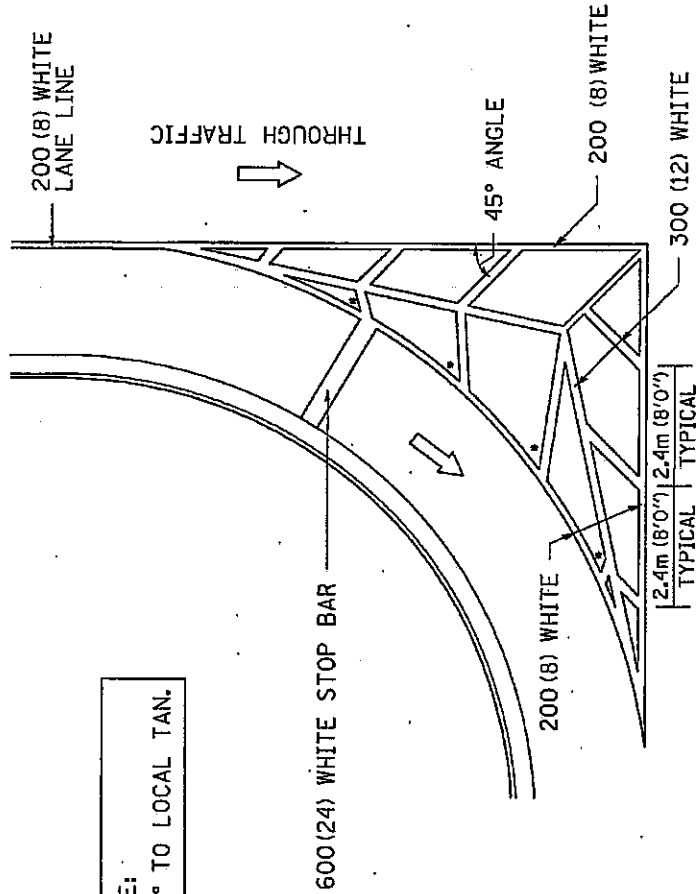 200 (8) WHITE
LANE LINE
THROUGH TRAFFIC
45° ANGLE
200 (8) WHITE
300 (12) WHITE
2.4m (8'0")
TYPICAL
2.4m (8'0")
TYPICAL
200 (8) WHITE
600 (24) WHITE STOP BAR
E:
° TO LOCAL TAN.